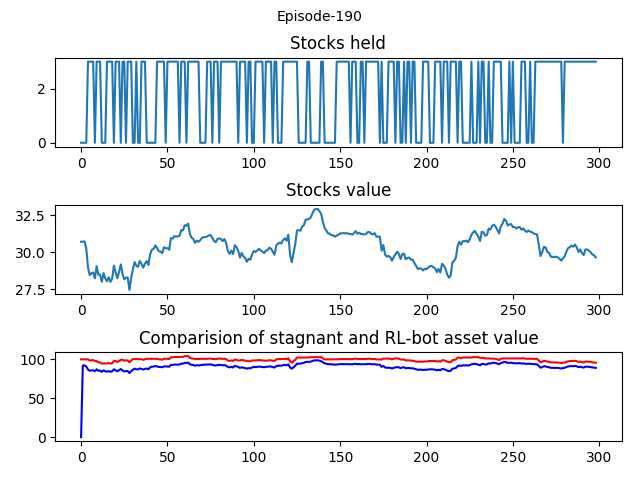 Episode-190
Stocks held
2
0
0 50 100 150 200 250 300
Stocks value
32.5
30.0
27.5
0 50 100 150 200 250 300
Comparision of stagnant and RL-bot asset value
100
50
0
0 50 100 150 200 250 300